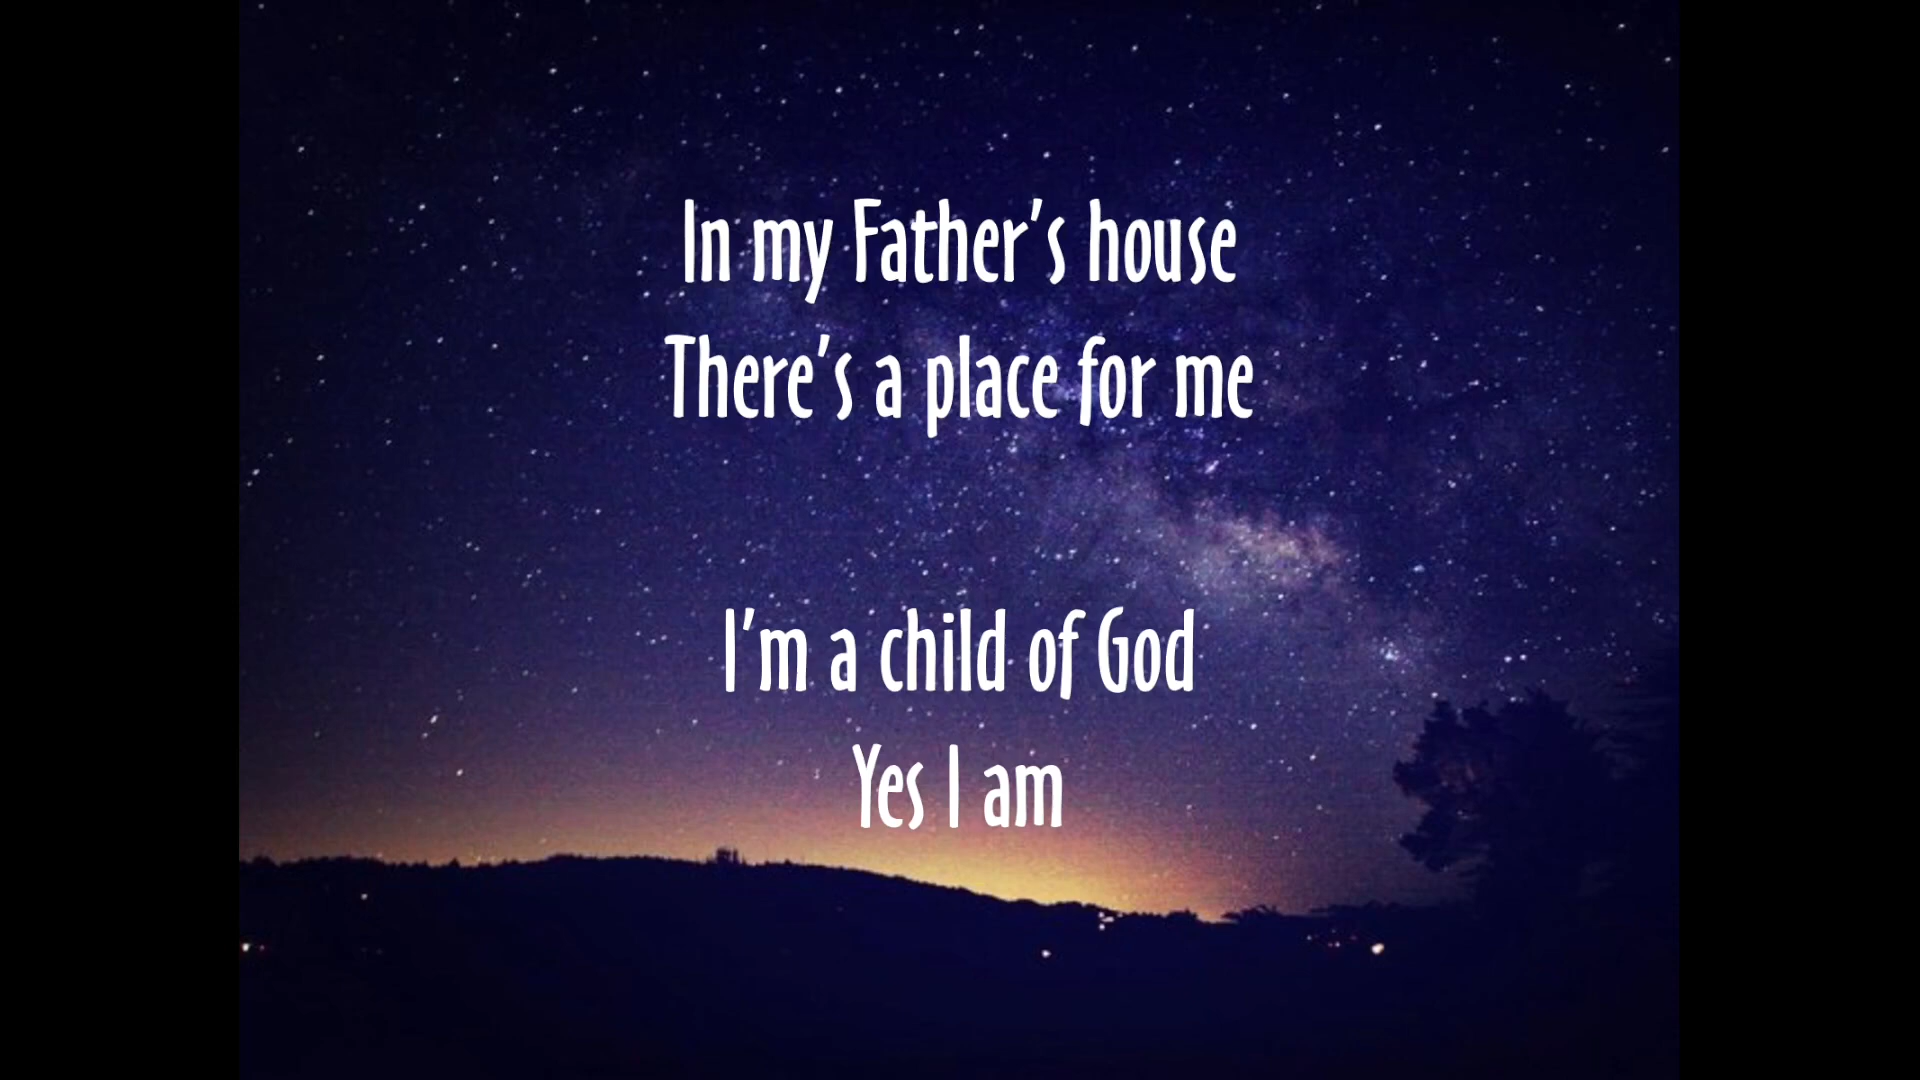 In my Father's house
There's a place for me
I'm a child of God
Yes I am